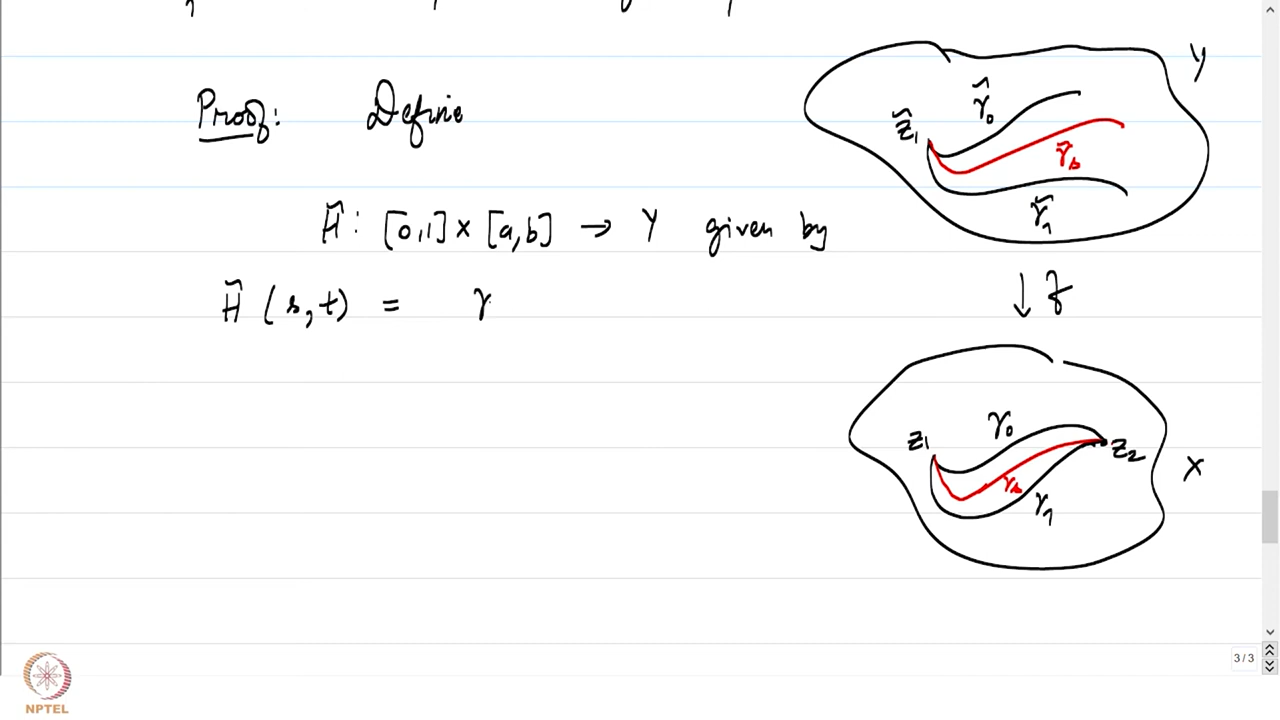 Proof: Define
H̃ : [0,1] × [a,b] → Y given by
H̃ (s,t) = γ
Y
z̃₁
γ̃₀
γ̃ₛ
γ̃₁
↓ f
z₁
γ₀
γₛ
γ₁
z₂
X
3 / 3
NPTEL